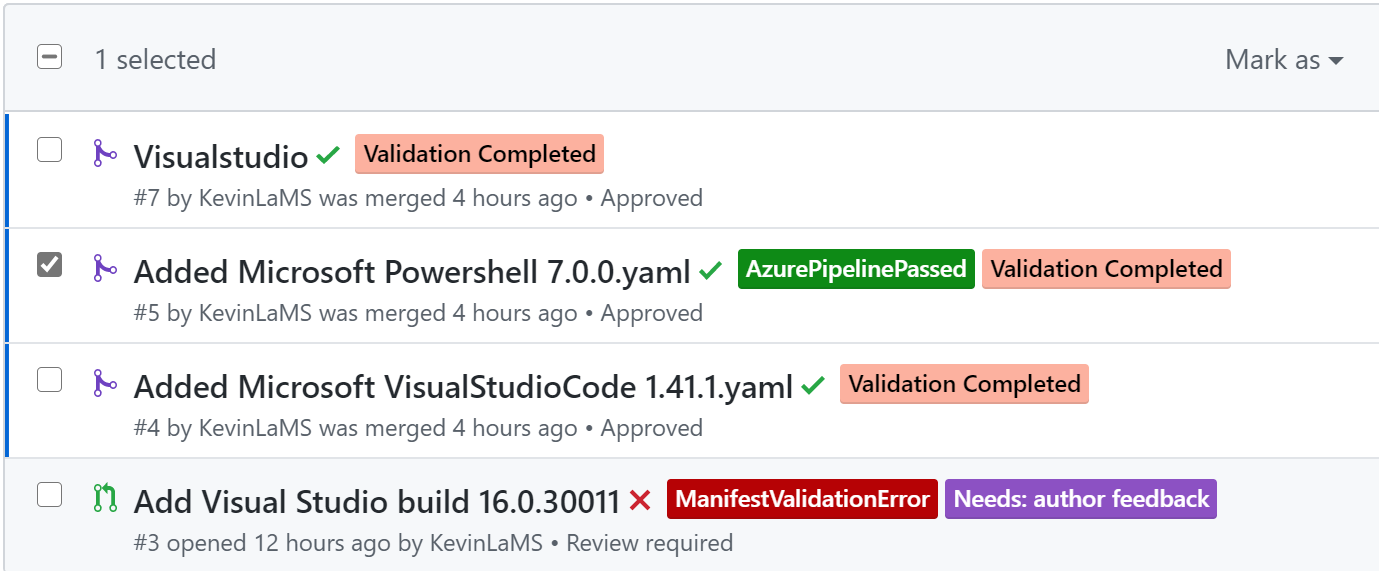 1 selected Mark as
Visualstudio Validation Completed
#7 by KevinLaMS was merged 4 hours ago • Approved
Added Microsoft Powershell 7.0.0.yaml AzurePipelinePassed Validation Completed
#5 by KevinLaMS was merged 4 hours ago • Approved
Added Microsoft VisualStudioCode 1.41.1.yaml Validation Completed
#4 by KevinLaMS was merged 4 hours ago • Approved
Add Visual Studio build 16.0.30011 ManifestValidationError Needs: author feedback
#3 opened 12 hours ago by KevinLaMS • Review required